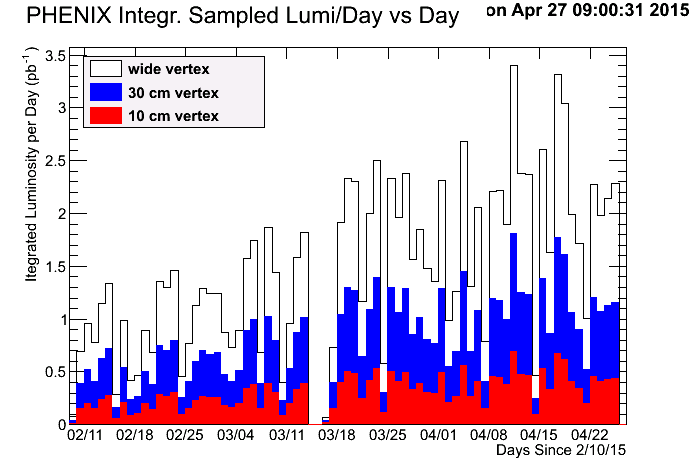 PHENIX Integr. Sampled Lumi/Day vs Day
on Apr 27 09:00:31 2015
Itegrated Luminosity per Day (pb⁻¹)
3.5
3
2.5
2
1.5
1
0.5
0
wide vertex
30 cm vertex
10 cm vertex
02/11 02/18 02/25 03/04 03/11 03/18 03/25 04/01 04/08 04/15 04/22
Days Since 2/10/15